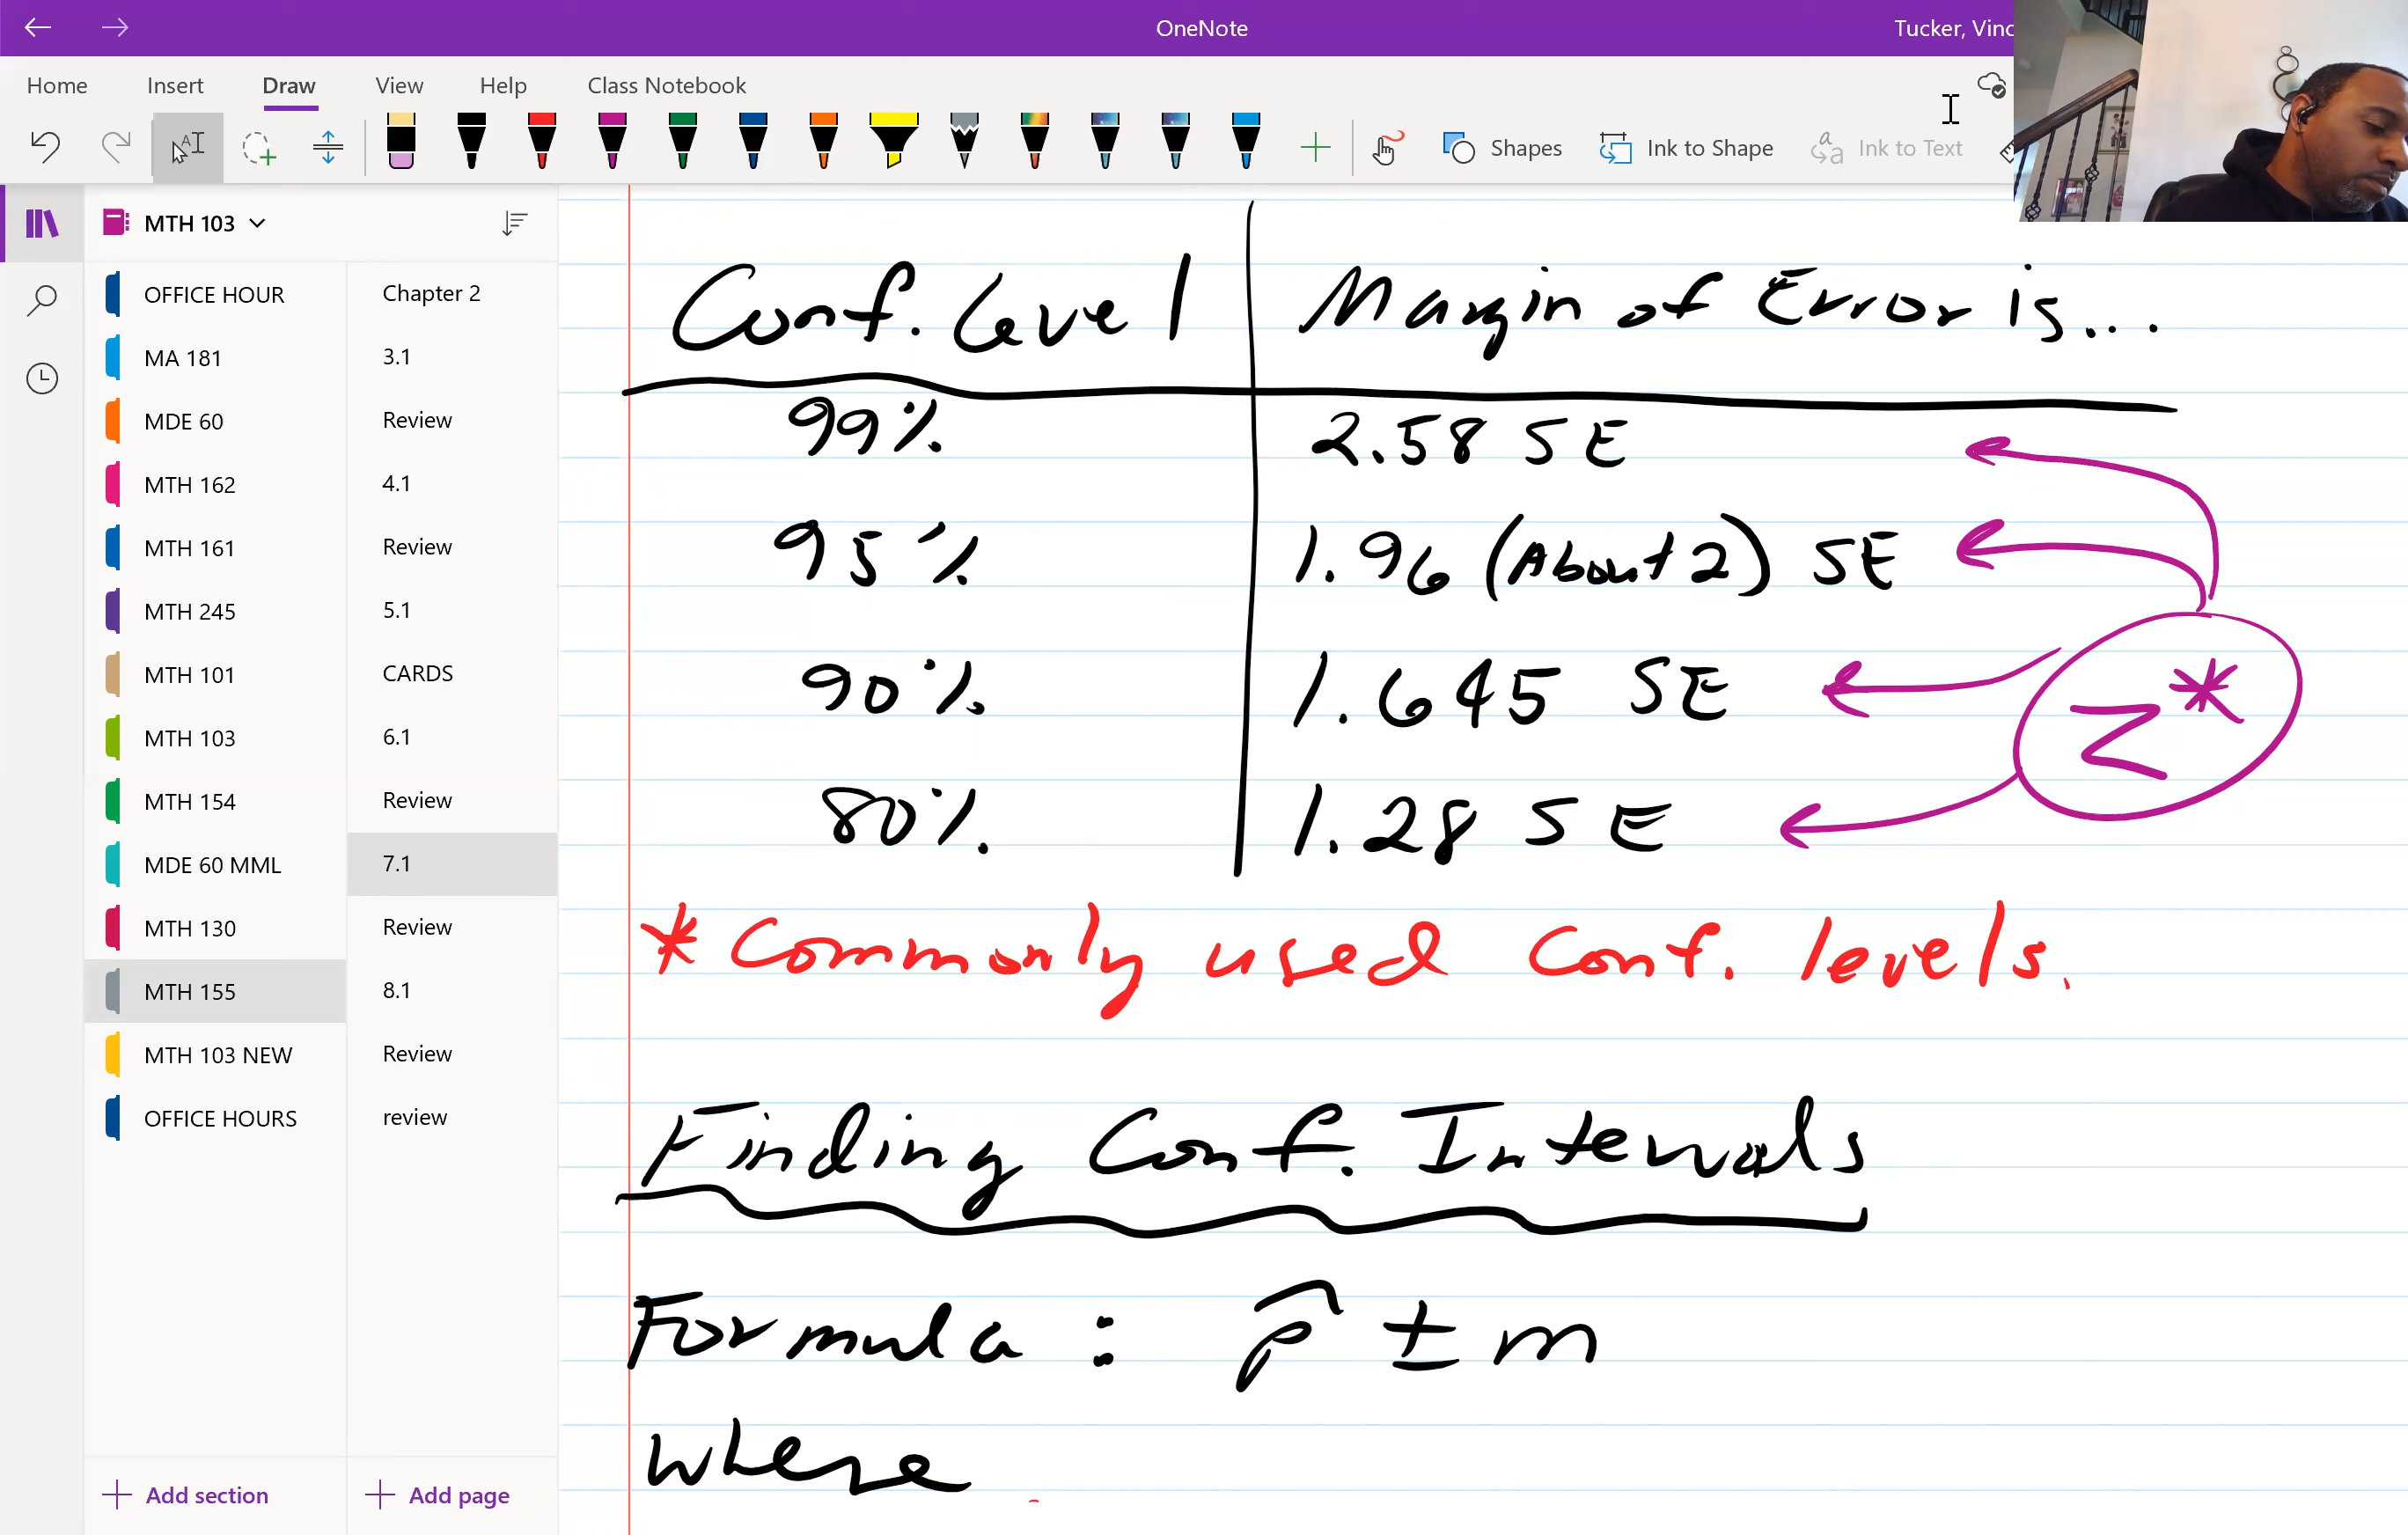 OneNote
Tucker, Vinc
Home Insert Draw View Help Class Notebook
Shapes Ink to Shape Ink to Text
MTH 103
OFFICE HOUR
MA 181
MDE 60
MTH 162
MTH 161
MTH 245
MTH 101
MTH 103
MTH 154
MDE 60 MML
MTH 130
MTH 155
MTH 103 NEW
OFFICE HOURS
Add section
Chapter 2
3.1
Review
4.1
Review
5.1
CARDS
6.1
Review
7.1
Review
8.1
Review
review
Add page
Conf. Level Margin of Error is...
99% 2.58 SE
95% 1.96 (About 2) SE
90% 1.645 SE
80% 1.28 SE
z*
* Commonly used Conf. levels.
Finding Conf. Intervals
Formula : p̂ ± m
where